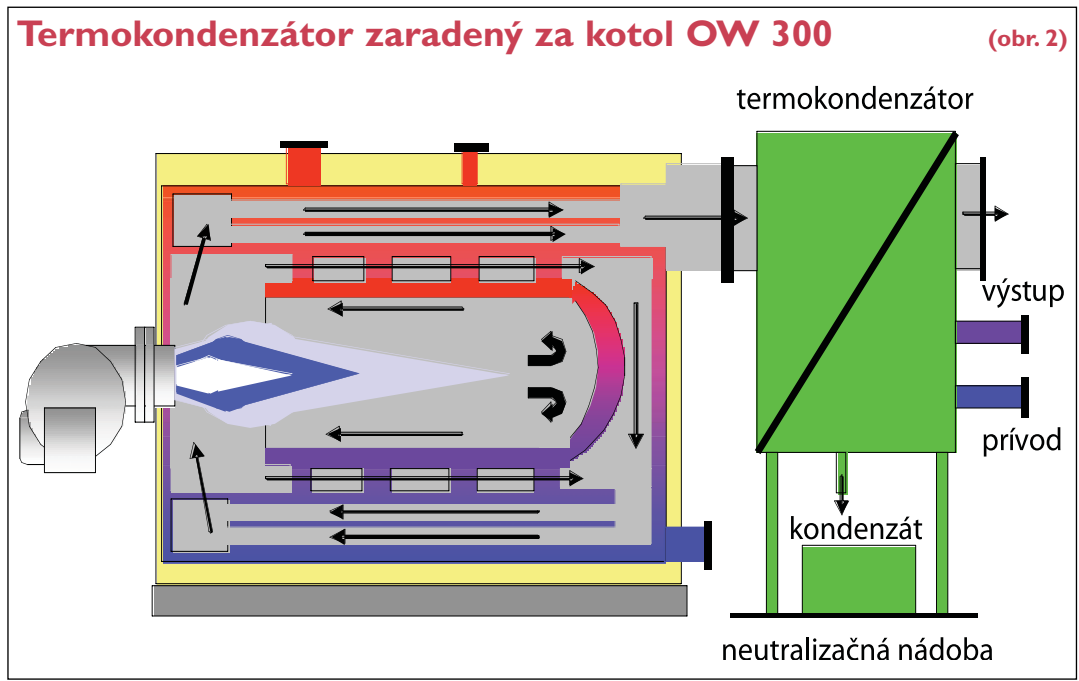 Termokondenzátor zaradený za kotol OW 300
(obr. 2)
termokondenzátor
výstup
prívod
kondenzát
neutralizačná nádoba